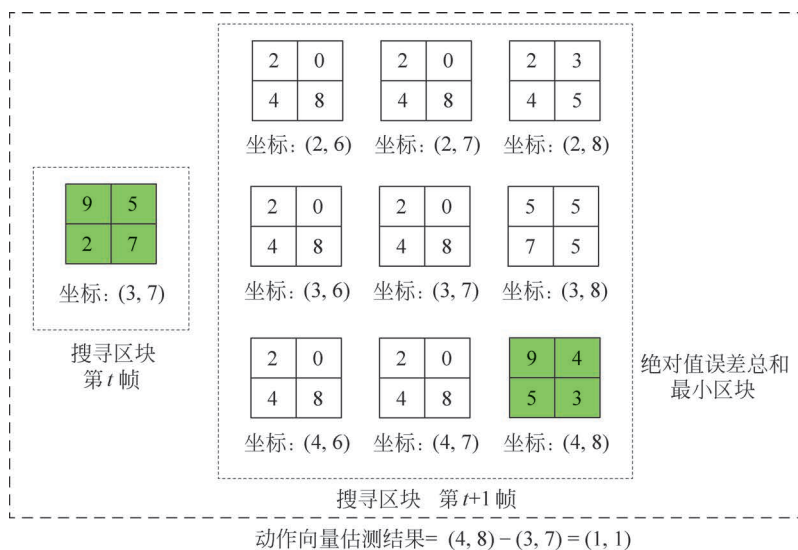 2 0 2 0 2 3
4 8 4 8 4 5
坐标：(2, 6) 坐标：(2, 7) 坐标：(2, 8)
9 5
2 7
坐标：(3, 7)
搜寻区块
第 t 帧
2 0 2 0 5 5
4 8 4 8 7 5
坐标：(3, 6) 坐标：(3, 7) 坐标：(3, 8)
2 0 2 0 9 4
4 8 4 8 5 3
坐标：(4, 6) 坐标：(4, 7) 坐标：(4, 8)
绝对值误差总和
最小区块
搜寻区块 第 t+1 帧
动作向量估测结果= (4, 8) − (3, 7) = (1, 1)